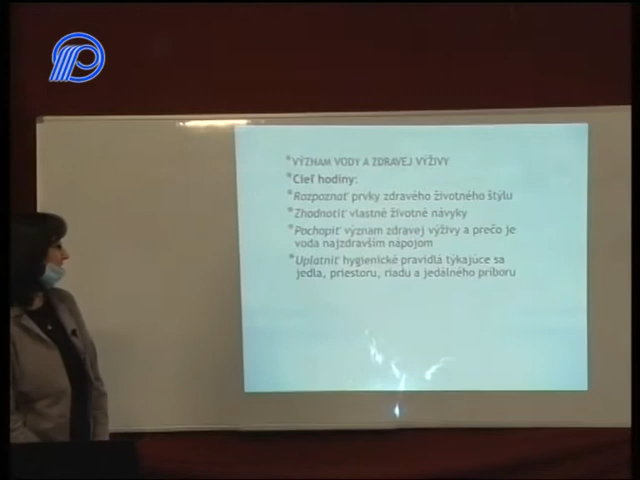 *VÝZNAM VODY A ZDRAVEJ VÝŽIVY
*Cieľ hodiny:
*Rozpoznať prvky zdravého životného štýlu
*Zhodnotiť vlastné životné návyky
*Pochopiť význam zdravej výživy a prečo je
voda najzdravším nápojom
*Uplatniť hygienické pravidlá týkajúce sa
jedla, priestoru, riadu a jedálného príboru